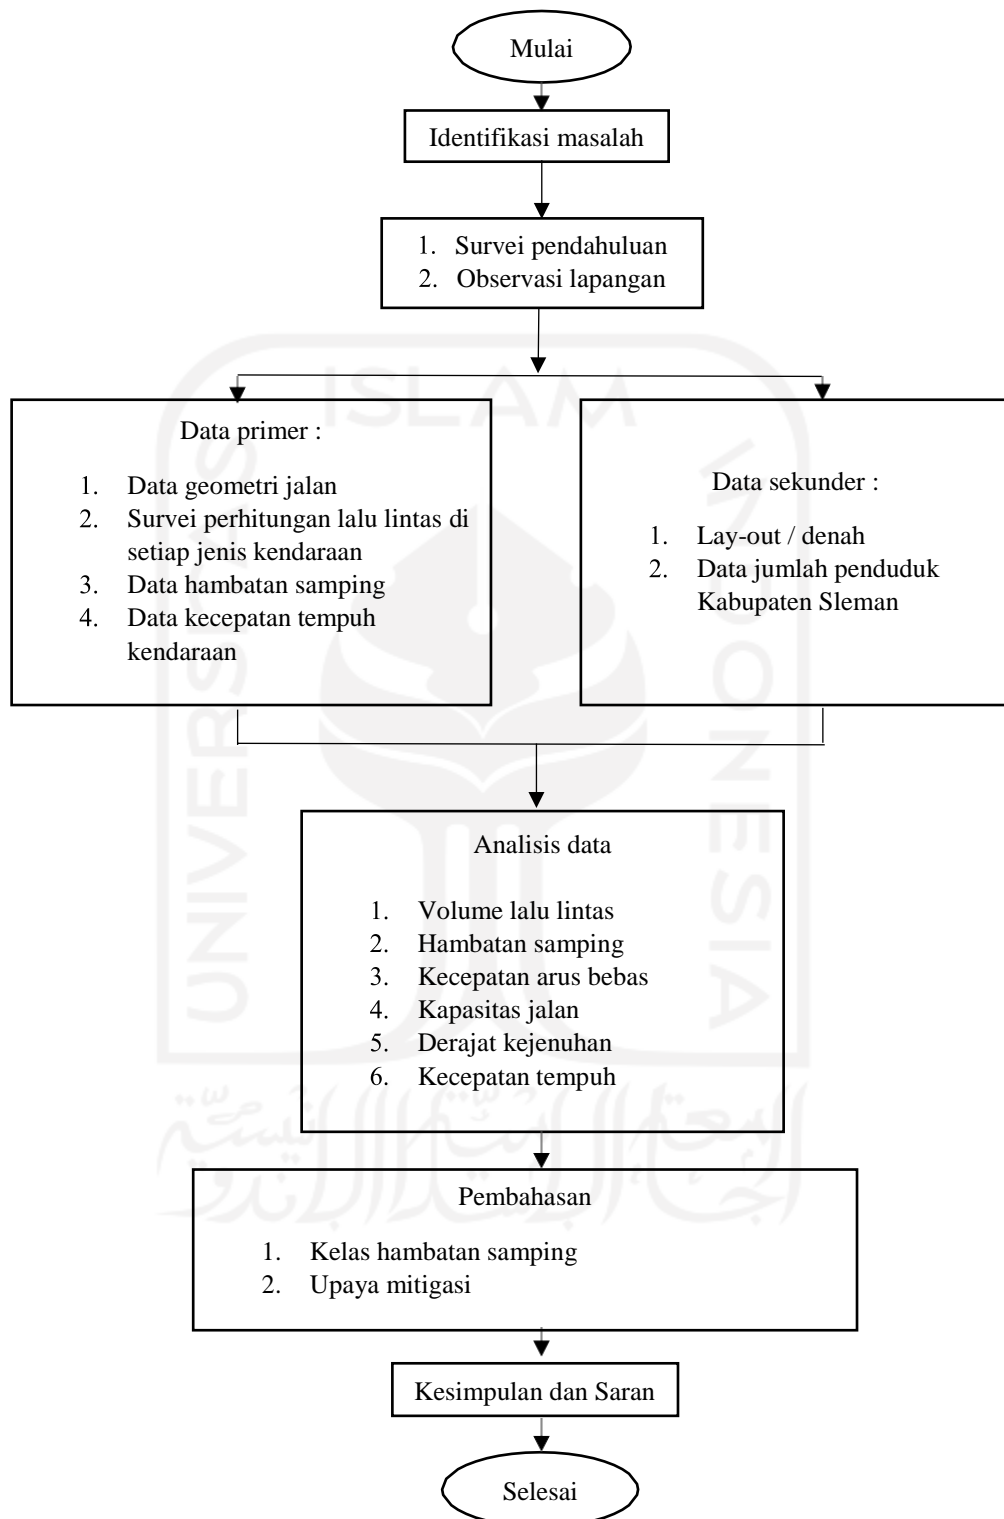 Mulai
Identifikasi masalah
1. Survei pendahuluan
2. Observasi lapangan
Data primer :
1. Data geometri jalan
2. Survei perhitungan lalu lintas di
setiap jenis kendaraan
3. Data hambatan samping
4. Data kecepatan tempuh
kendaraan
Data sekunder :
1. Lay-out / denah
2. Data jumlah penduduk
Kabupaten Sleman
Analisis data
1. Volume lalu lintas
2. Hambatan samping
3. Kecepatan arus bebas
4. Kapasitas jalan
5. Derajat kejenuhan
6. Kecepatan tempuh
Pembahasan
1. Kelas hambatan samping
2. Upaya mitigasi
Kesimpulan dan Saran
Selesai
UNIVERSITAS
ISLAM
INDONESIA